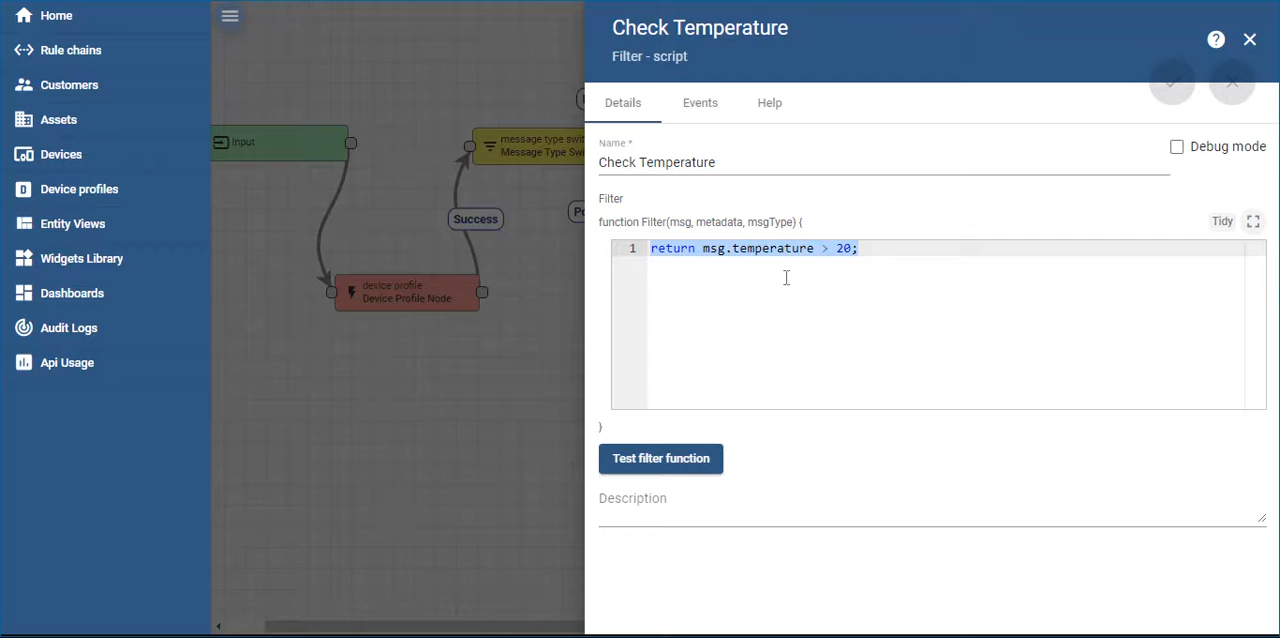 Home
Rule chains
Customers
Assets
Devices
Device profiles
Entity Views
Widgets Library
Dashboards
Audit Logs
Api Usage
Input
message type swit
Message Type Swi
Success
Po
device profile
Device Profile Node
Check Temperature
Filter - script
Details Events Help
Name *
Check Temperature
Debug mode
Filter
function Filter(msg, metadata, msgType) {
Tidy
1 return msg.temperature > 20;
}
Test filter function
Description